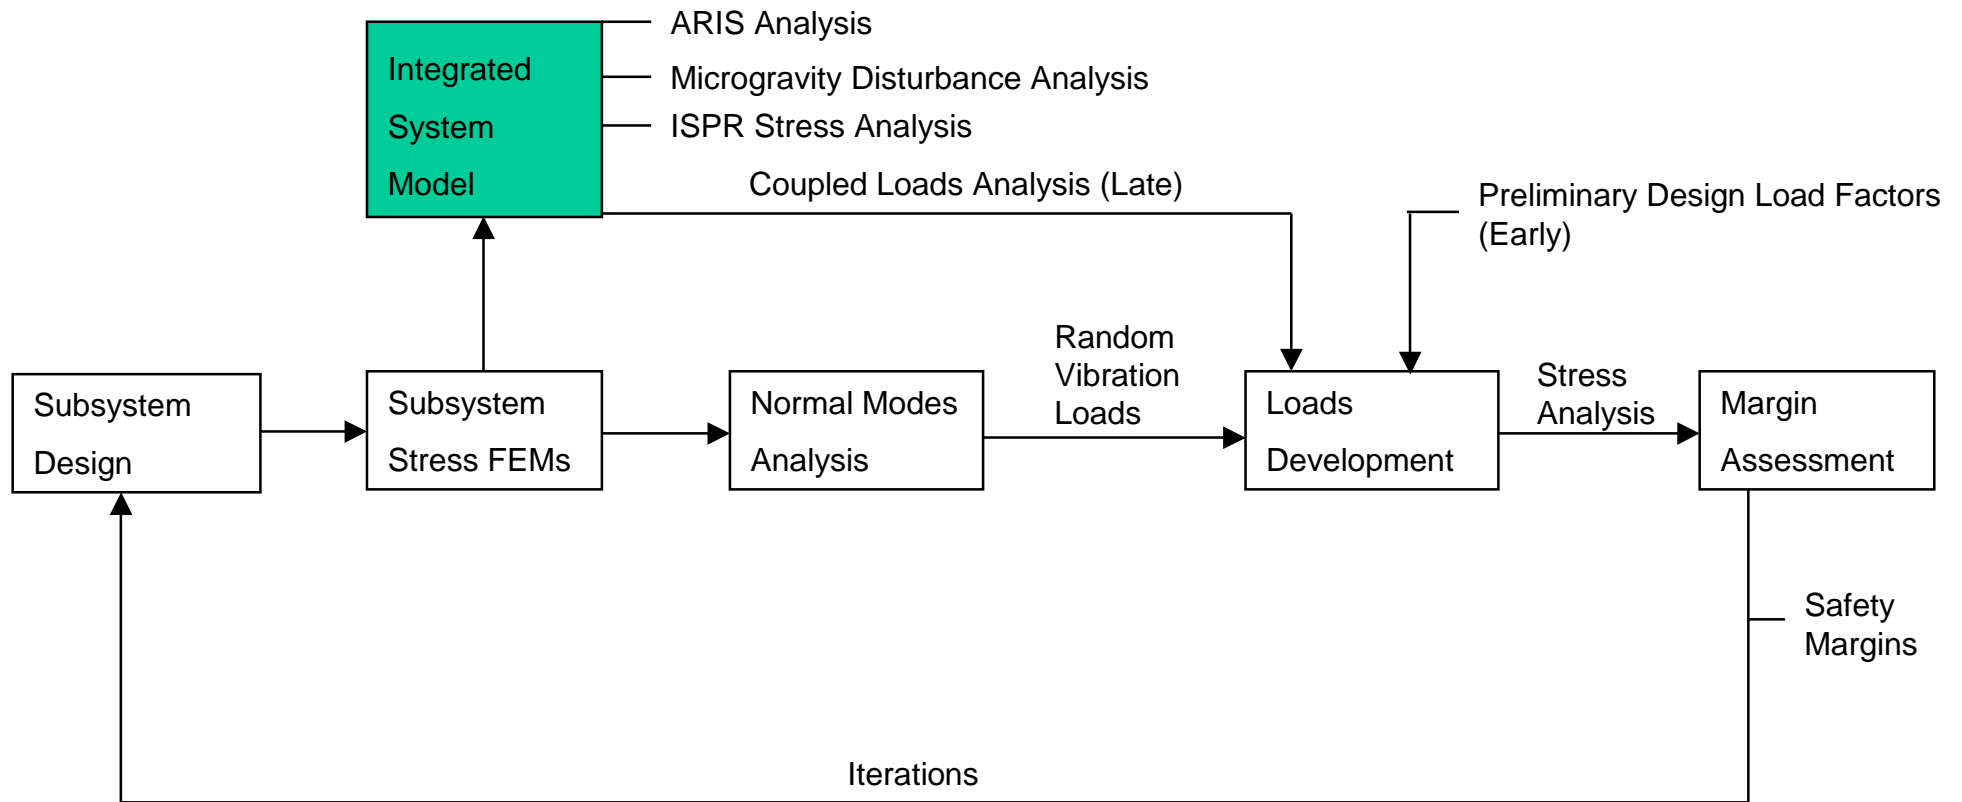 ARIS Analysis
Integrated
System
Model
Microgravity Disturbance Analysis
ISPR Stress Analysis
Coupled Loads Analysis (Late)
Preliminary Design Load Factors
(Early)
Subsystem
Design
Subsystem
Stress FEMs
Normal Modes
Analysis
Random
Vibration
Loads
Loads
Development
Stress
Analysis
Margin
Assessment
Safety
Margins
Iterations